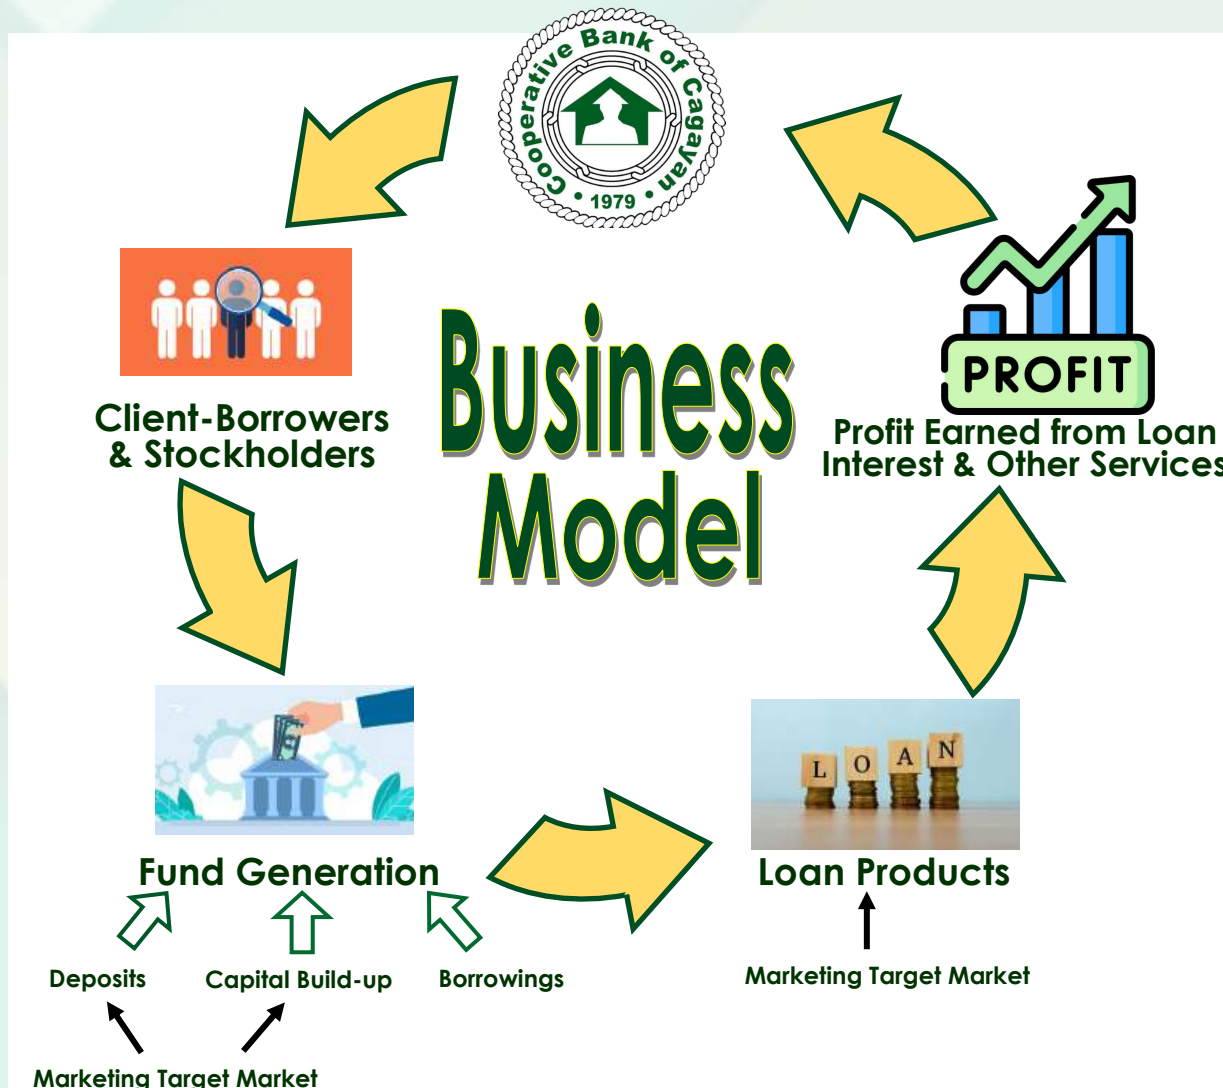 Cooperative Bank of Cagayan
• 1979 •
Client-Borrowers
& Stockholders
Business
Model
PROFIT
Profit Earned from Loan
Interest & Other Services
Fund Generation
L O A N
Loan Products
Deposits
Capital Build-up
Borrowings
Marketing Target Market
Marketing Target Market